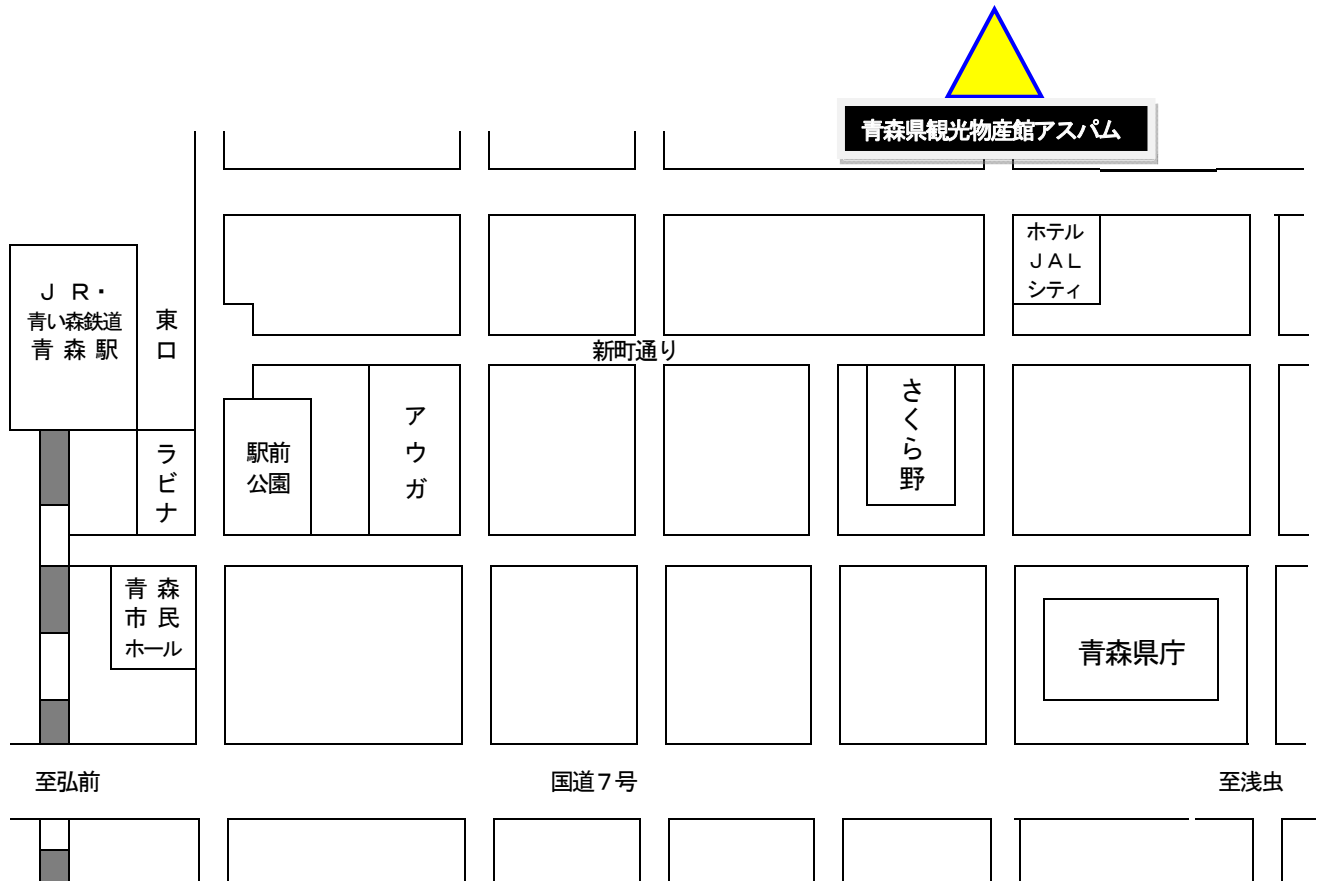 青森県観光物産館アスパム
ホテル
ＪＡＬ
シティ
Ｊ Ｒ・
青い森鉄道
青 森 駅
東
口
新町通り
ラ
ビ
ナ
駅前
公園
ア
ウ
ガ
さ
く
ら
野
青 森
市 民
ホール
青森県庁
至弘前
国道７号
至浅虫